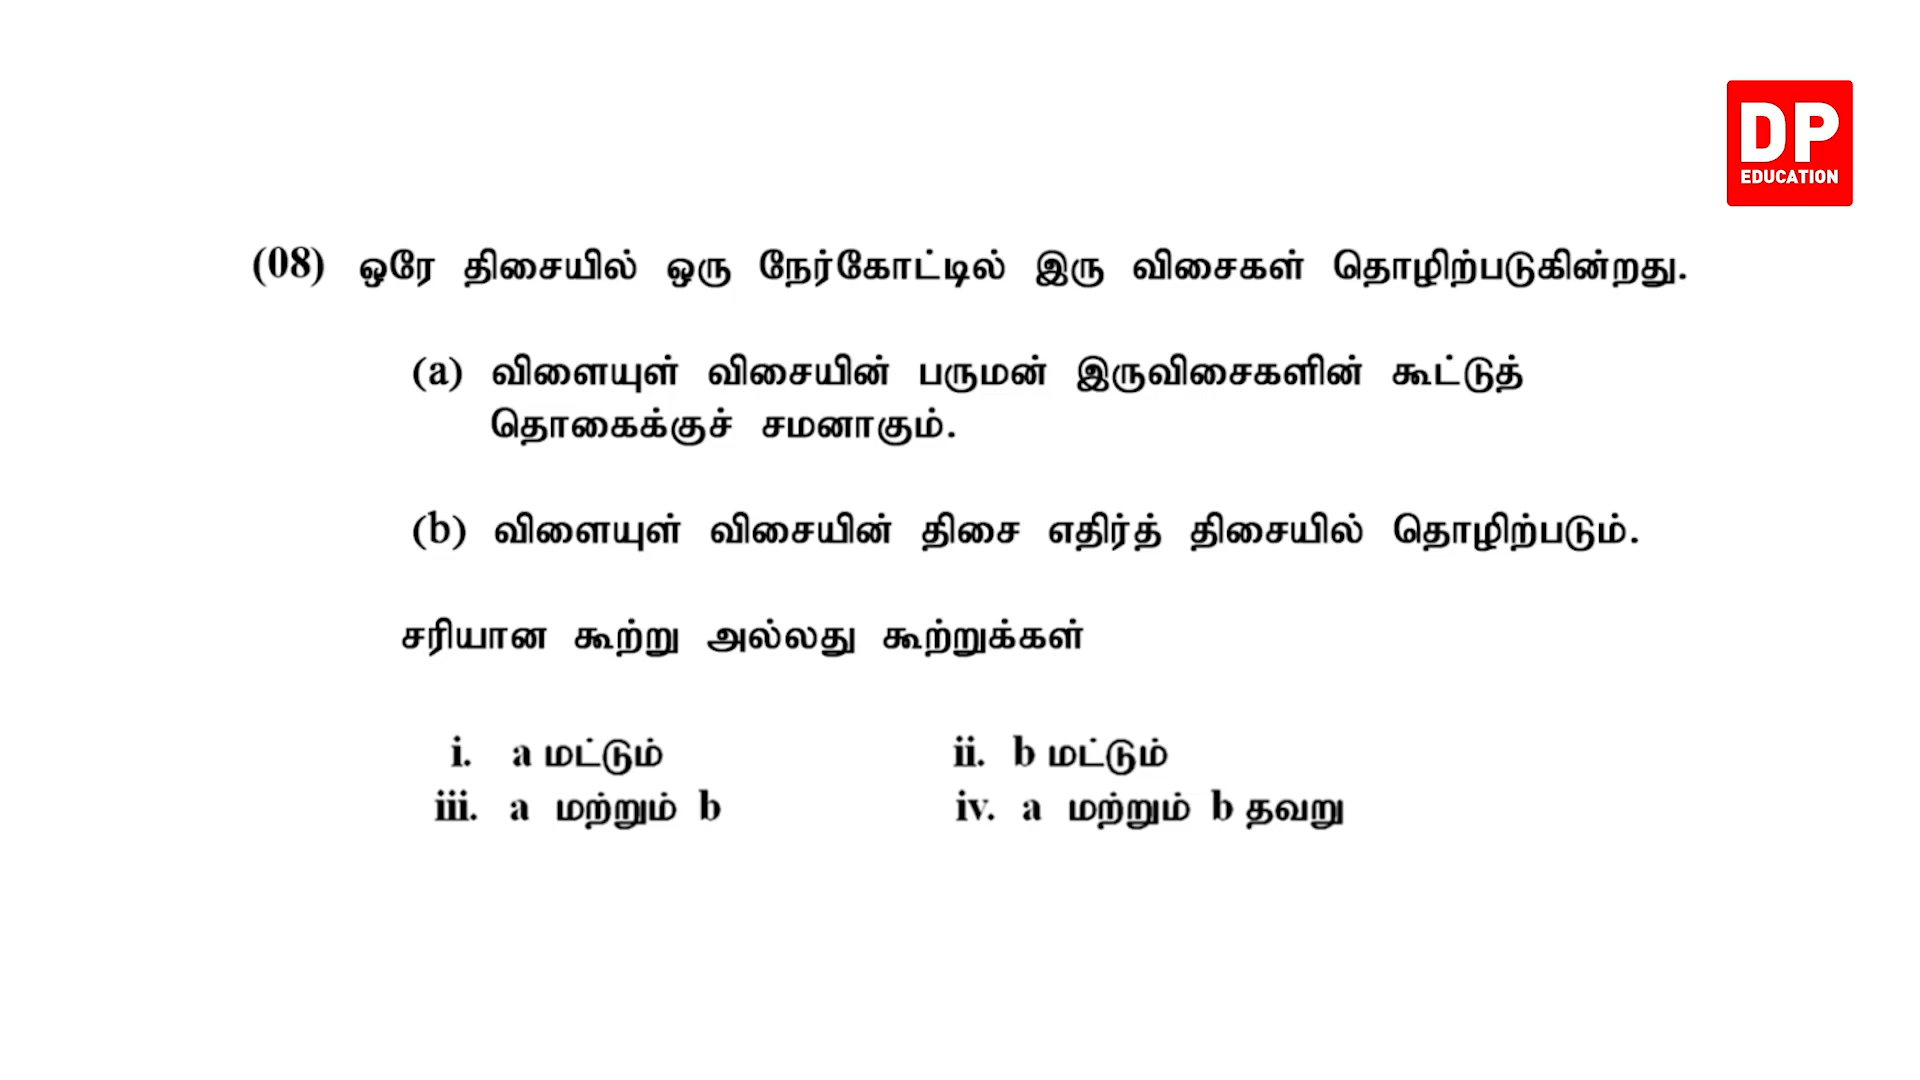 DP
EDUCATION
(08) ஒரே திசையில் ஒரு நேர்கோட்டில் இரு விசைகள் தொழிற்படுகின்றது.
(a) விளையுள் விசையின் பருமன் இருவிசைகளின் கூட்டுத்
தொகைக்குச் சமனாகும்.
(b) விளையுள் விசையின் திசை எதிர்த் திசையில் தொழிற்படும்.
சரியான கூற்று அல்லது கூற்றுக்கள்
i. a மட்டும் ii. b மட்டும்
iii. a மற்றும் b iv. a மற்றும் b தவறு